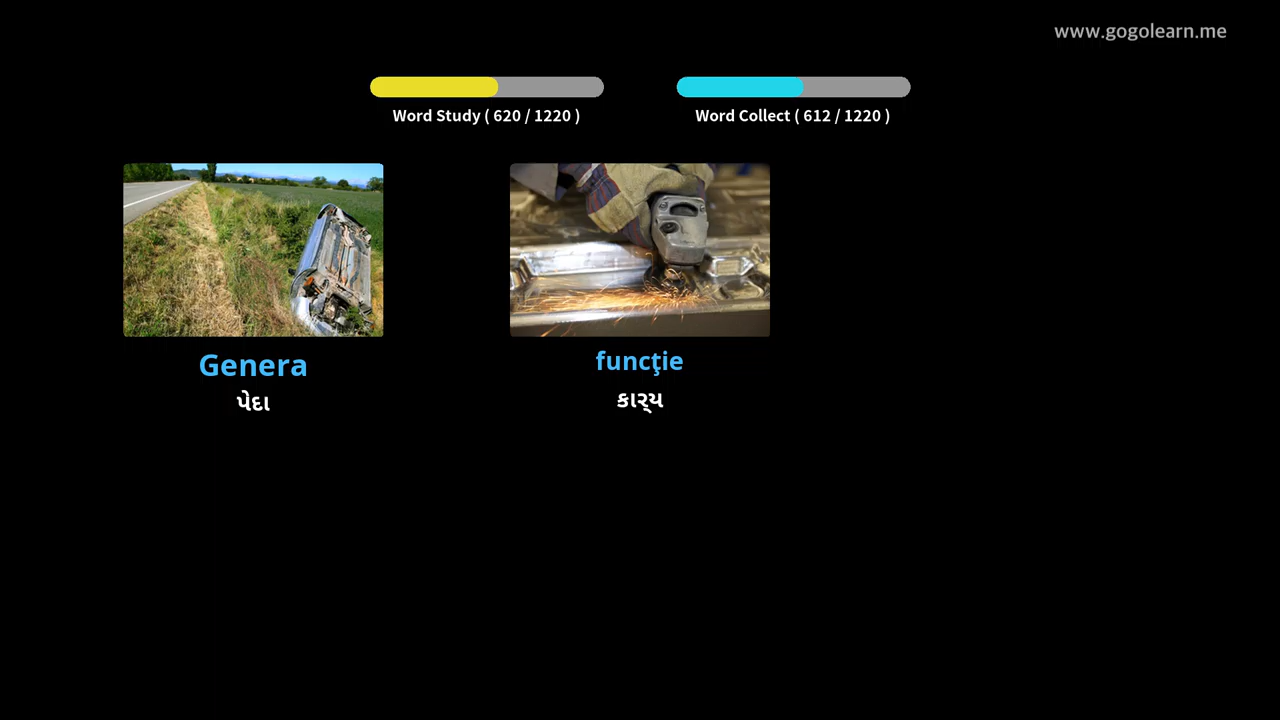 www.gogolearn.me
Word Study ( 620 / 1220 )
Word Collect ( 612 / 1220 )
Genera
પેદા
funcţie
કાર્ય